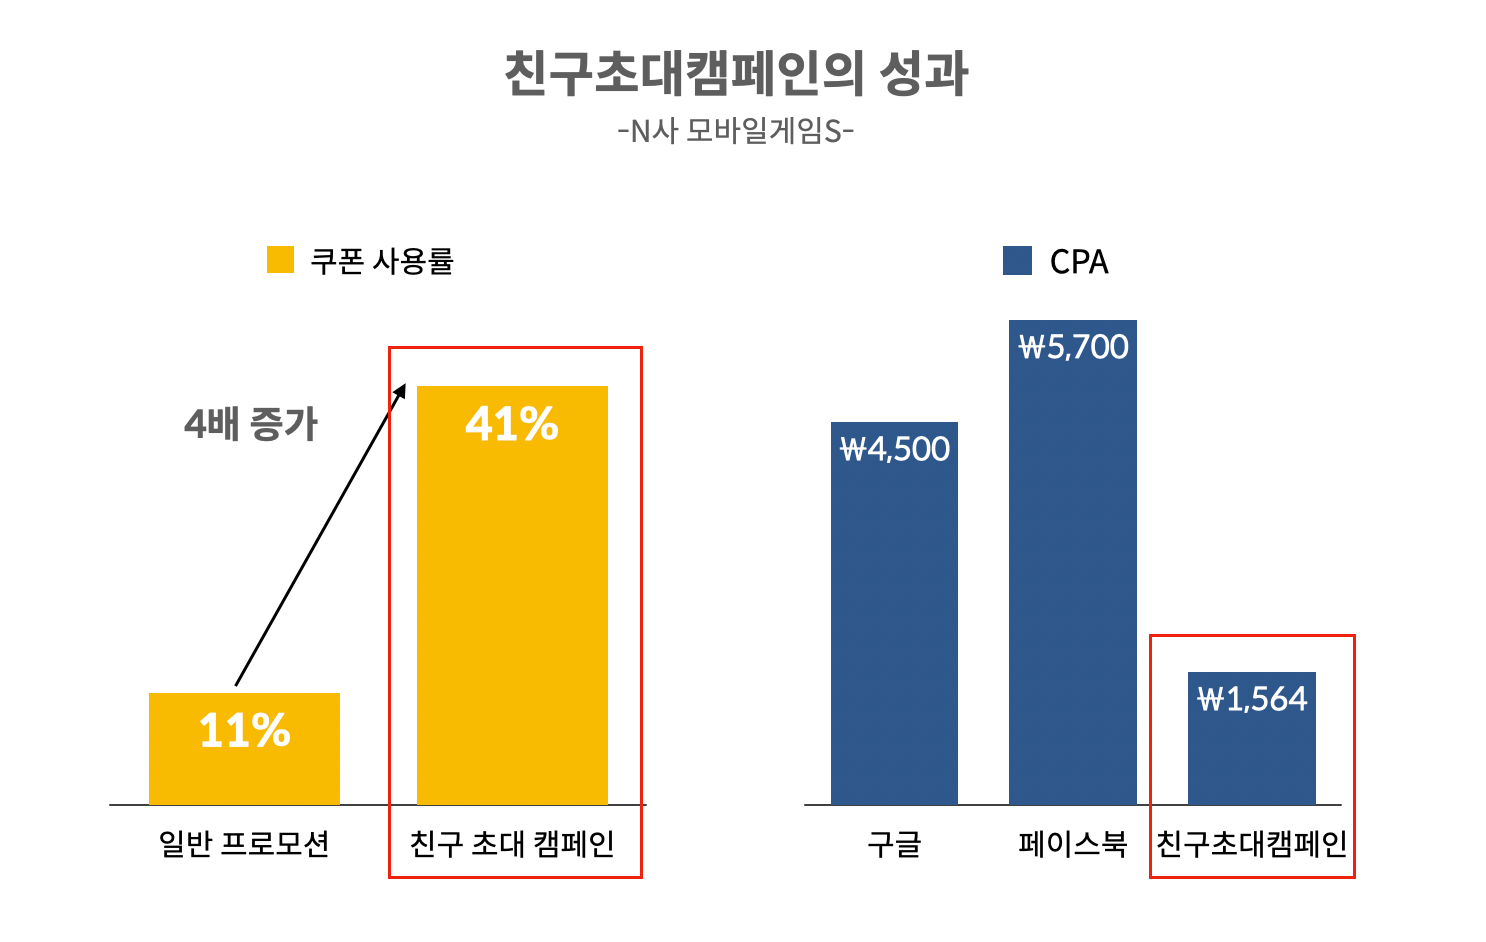 친구초대캠페인의 성과
-N사 모바일게임S-
쿠폰 사용률
4배 증가
41%
11%
일반 프로모션
친구 초대 캠페인
CPA
₩5,700
₩4,500
₩1,564
구글
페이스북
친구초대캠페인